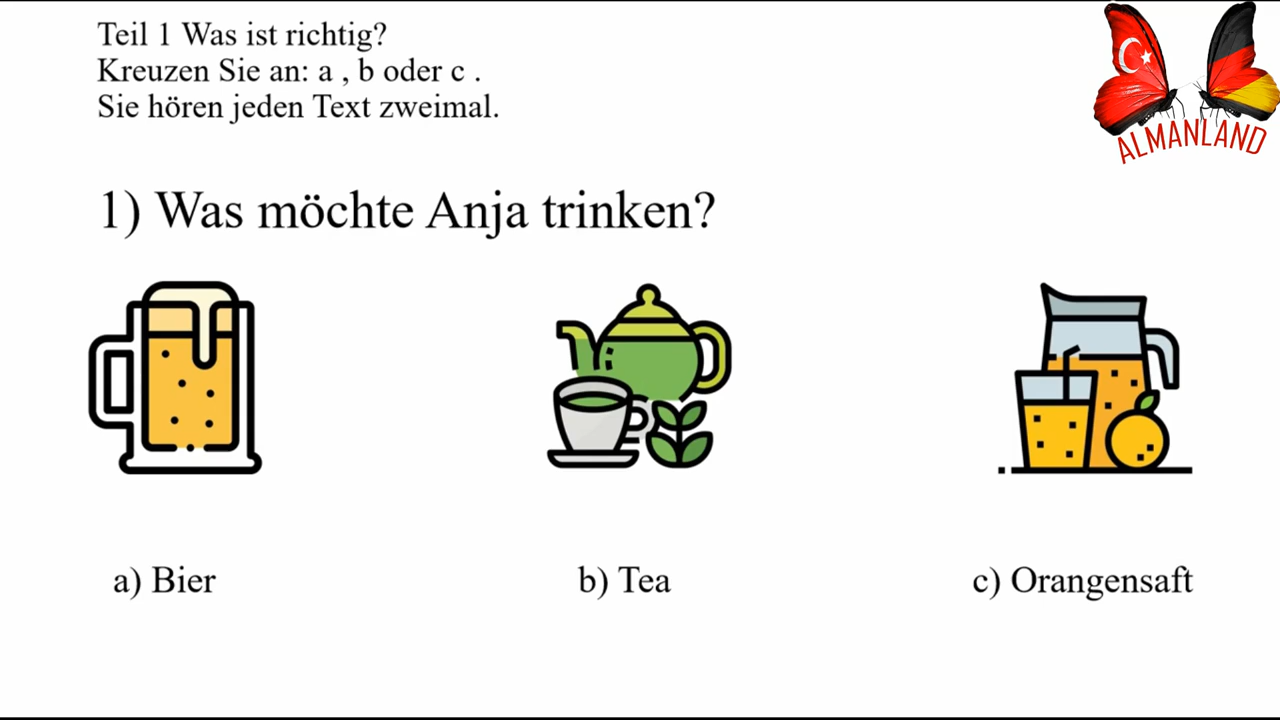 Teil 1 Was ist richtig?
Kreuzen Sie an: a , b oder c .
Sie hören jeden Text zweimal.
ALMANLAND
1) Was möchte Anja trinken?
a) Bier
b) Tea
c) Orangensaft